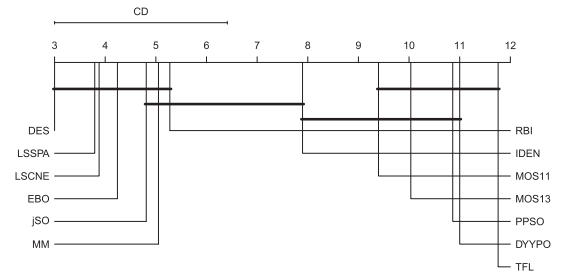 CD
3 4 5 6 7 8 9 10 11 12
DES RBI
LSSPA IDEN
LSCNE MOS11
EBO MOS13
jSO PPSO
MM DYYPO
TFL